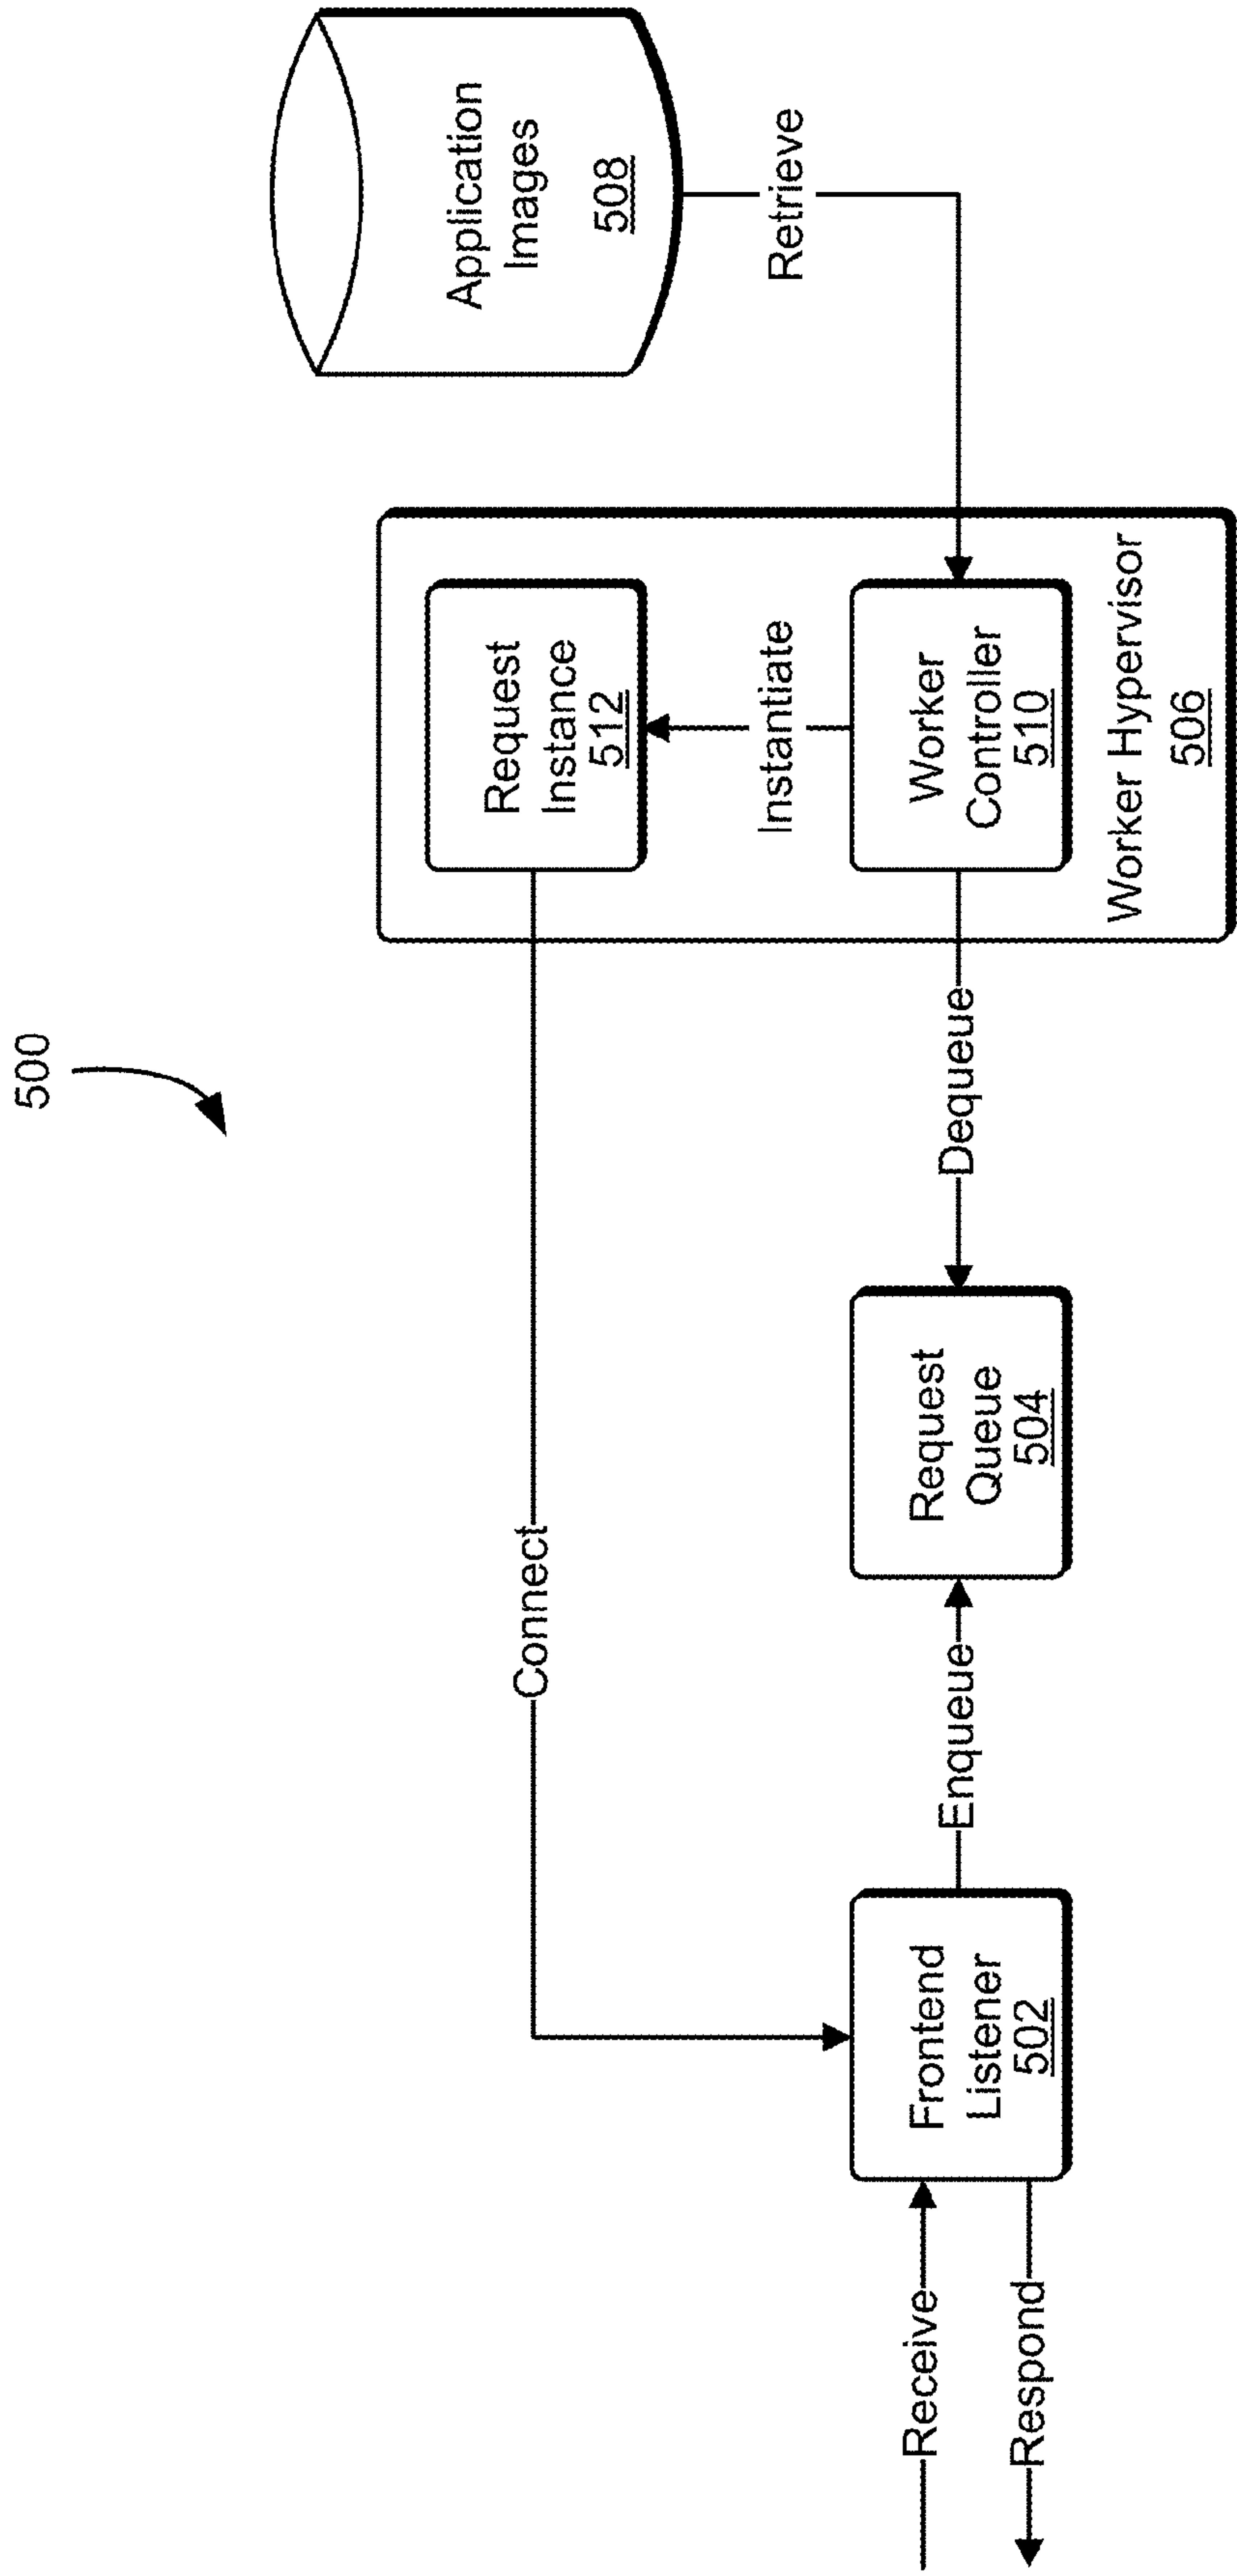 500
Application
Images
508
Retrieve
Request
Instance
512
Instantiate
Worker
Controller
510
Worker Hypervisor
506
Connect
Dequeue
Request
Queue
504
Enqueue
Frontend
Listener
502
Receive
Respond